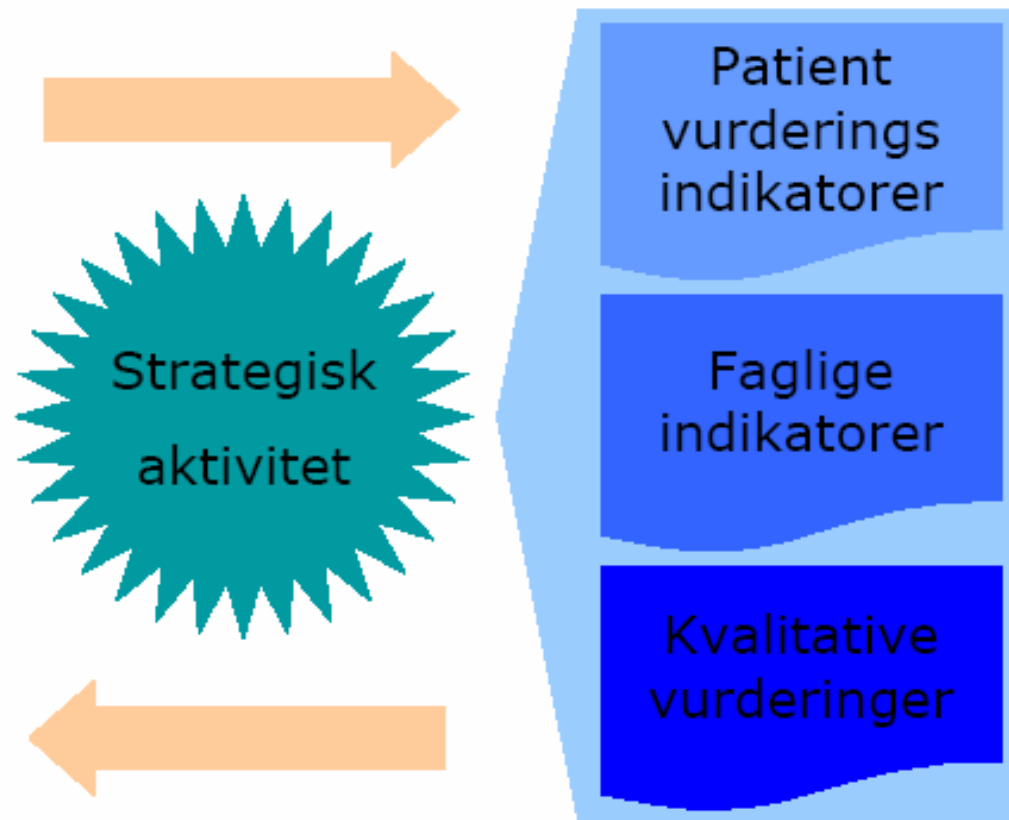 Strategisk
aktivitet
Patient
vurderings
indikatorer
Faglige
indikatorer
Kvalitative
vurderinger